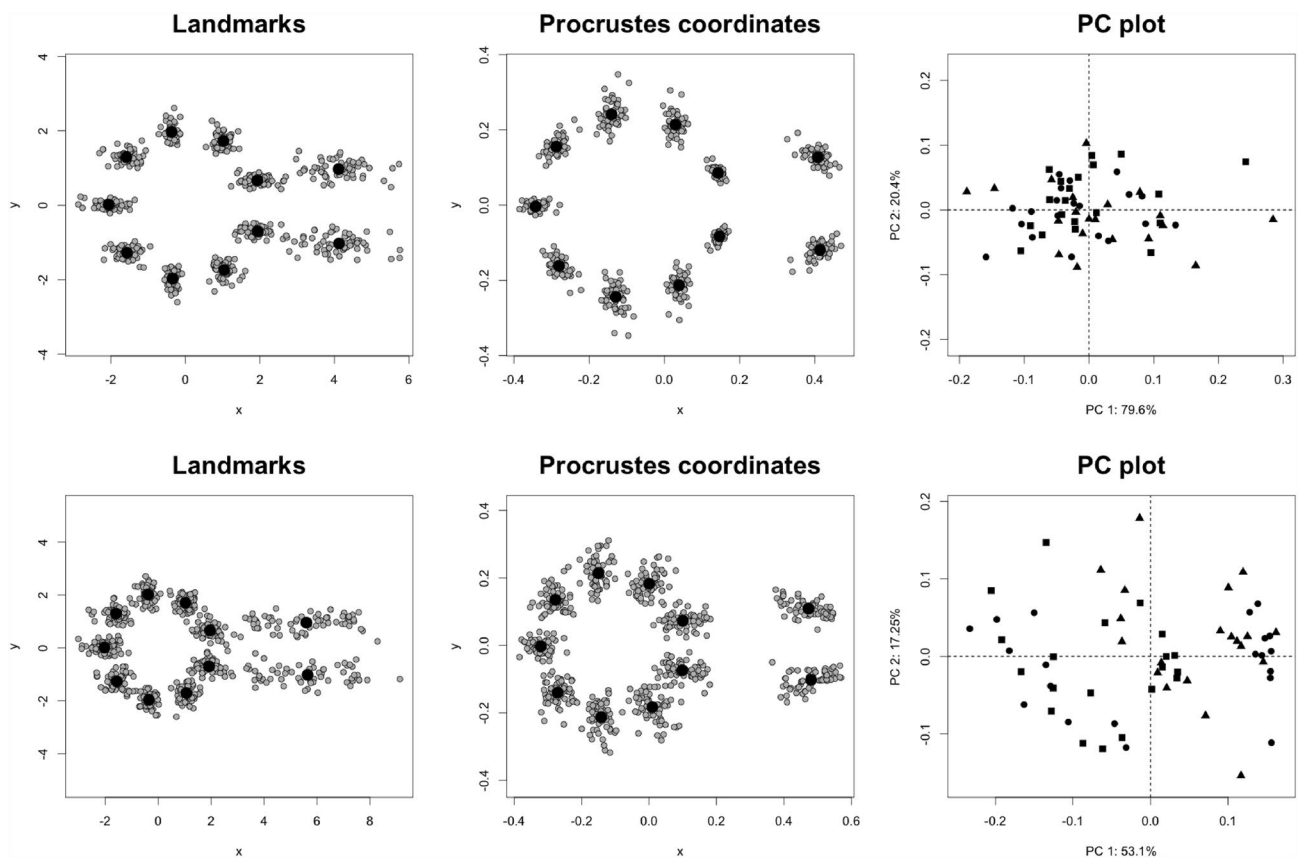 Landmarks
4
2
0
-2
-4
y
-2 0 2 4 6
x
Procrustes coordinates
0.4
0.2
0.0
-0.2
-0.4
y
-0.4 -0.2 0.0 0.2 0.4
x
PC plot
0.2
0.1
0.0
-0.1
-0.2
PC 2: 20.4%
-0.2 -0.1 0.0 0.1 0.2 0.3
PC 1: 79.6%
Landmarks
4
2
0
-2
-4
y
-2 0 2 4 6 8
x
Procrustes coordinates
0.4
0.2
0.0
-0.2
-0.4
y
-0.4 -0.2 0.0 0.2 0.4 0.6
x
PC plot
0.2
0.1
0.0
-0.1
PC 2: 17.25%
-0.2 -0.1 0.0 0.1 0.2
PC 1: 53.1%